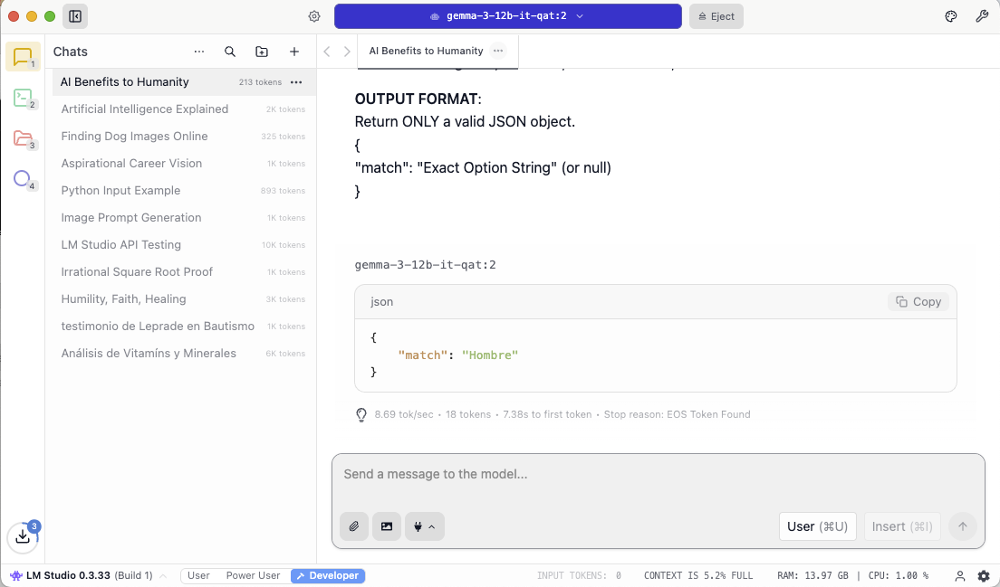 gemma-3-12b-it-qat:2
Eject
1
2
3
4
3
Chats
AI Benefits to Humanity
213 tokens
Artificial Intelligence Explained
2K tokens
Finding Dog Images Online
325 tokens
Aspirational Career Vision
1K tokens
Python Input Example
893 tokens
Image Prompt Generation
1K tokens
LM Studio API Testing
10K tokens
Irrational Square Root Proof
1K tokens
Humility, Faith, Healing
3K tokens
testimonio de Leprade en Bautismo
1K tokens
Análisis de Vitamíns y Minerales
6K tokens
AI Benefits to Humanity
OUTPUT FORMAT:
Return ONLY a valid JSON object.
{
"match": "Exact Option String" (or null)
}
gemma-3-12b-it-qat:2
json
Copy
{
"match": "Hombre"
}
8.69 tok/sec • 18 tokens • 7.38s to first token • Stop reason: EOS Token Found
Send a message to the model...
User (⌘U)
Insert (⌘I)
LM Studio 0.3.33 (Build 1)
User
Power User
Developer
INPUT TOKENS: 0
CONTEXT IS 5.2% FULL
RAM: 13.97 GB | CPU: 1.00 %